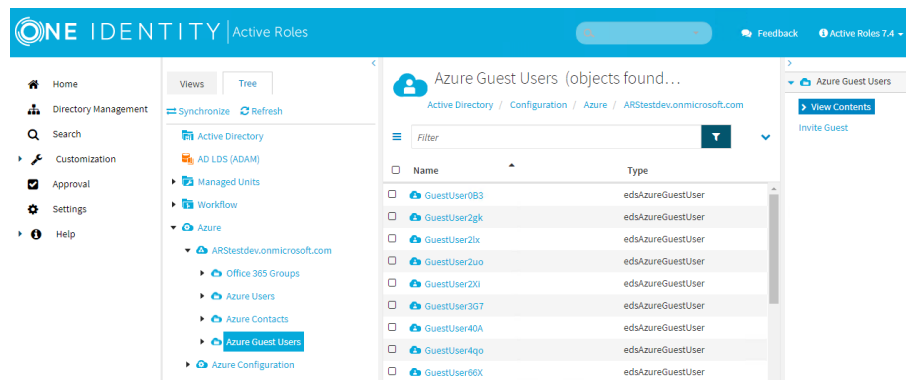 ONE IDENTITY | Active Roles
Feedback
Active Roles 7.4
Home
Directory Management
Search
Customization
Approval
Settings
Help
Views
Tree
Synchronize
Refresh
Active Directory
AD LDS (ADAM)
Managed Units
Workflow
Azure
ARStestdev.onmicrosoft.com
Office 365 Groups
Azure Users
Azure Contacts
Azure Guest Users
Azure Configuration
Azure Guest Users (objects found...
Active Directory / Configuration / Azure / ARStestdev.onmicrosoft.com
Filter
Name Type
GuestUser0B3 edsAzureGuestUser
GuestUser2gk edsAzureGuestUser
GuestUser2lx edsAzureGuestUser
GuestUser2uo edsAzureGuestUser
GuestUser2Xi edsAzureGuestUser
GuestUser3G7 edsAzureGuestUser
GuestUser40A edsAzureGuestUser
GuestUser4qo edsAzureGuestUser
GuestUser66X edsAzureGuestUser
Azure Guest Users
View Contents
Invite Guest